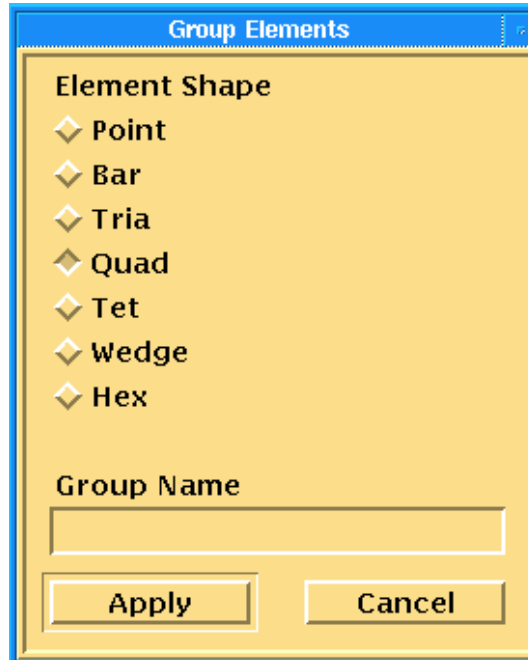 Group Elements
Element Shape
Point
Bar
Tria
Quad
Tet
Wedge
Hex
Group Name
Apply Cancel